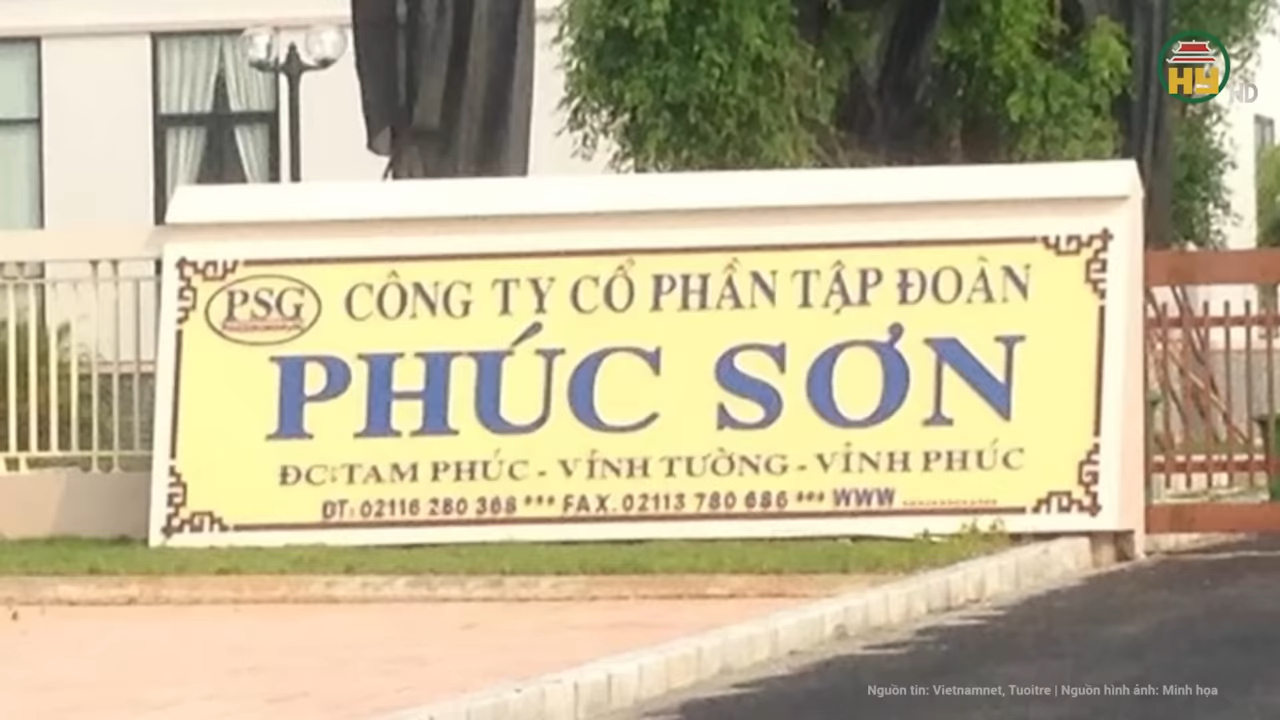 HY
ND
PSG
CÔNG TY CỔ PHẦN TẬP ĐOÀN
PHÚC SƠN
ĐC: TAM PHÚC - VĨNH TƯỜNG - VĨNH PHÚC
ĐT: 02116 280 368 *** FAX. 02113 780 686 *** WWW
Nguồn tin: Vietnamnet, Tuoitre | Nguồn hình ảnh: Minh họa